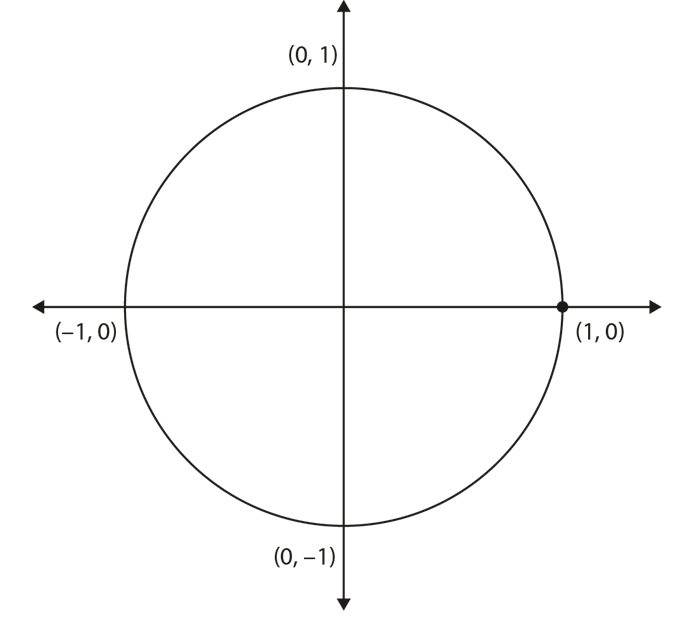 (0, 1)
(–1, 0)
(1, 0)
(0, –1)